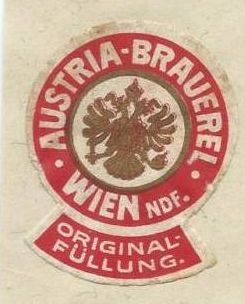 · AUSTRIA-BRAUEREI ·
WIEN NDF.
ORIGINAL-
FÜLLUNG.